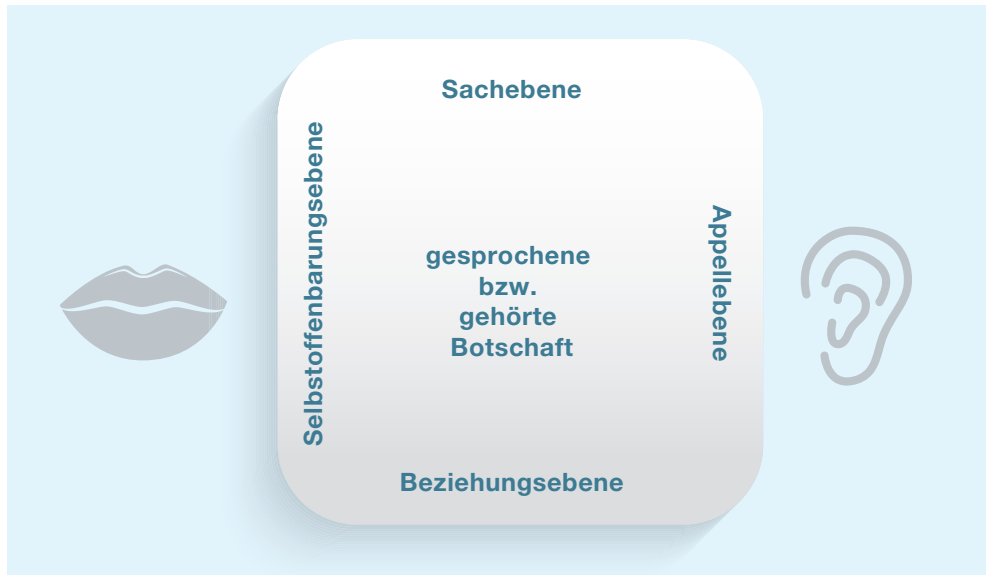 Sachebene
Selbstoffenbarungsebene
gesprochene
bzw.
gehörte
Botschaft
Appellebene
Beziehungsebene